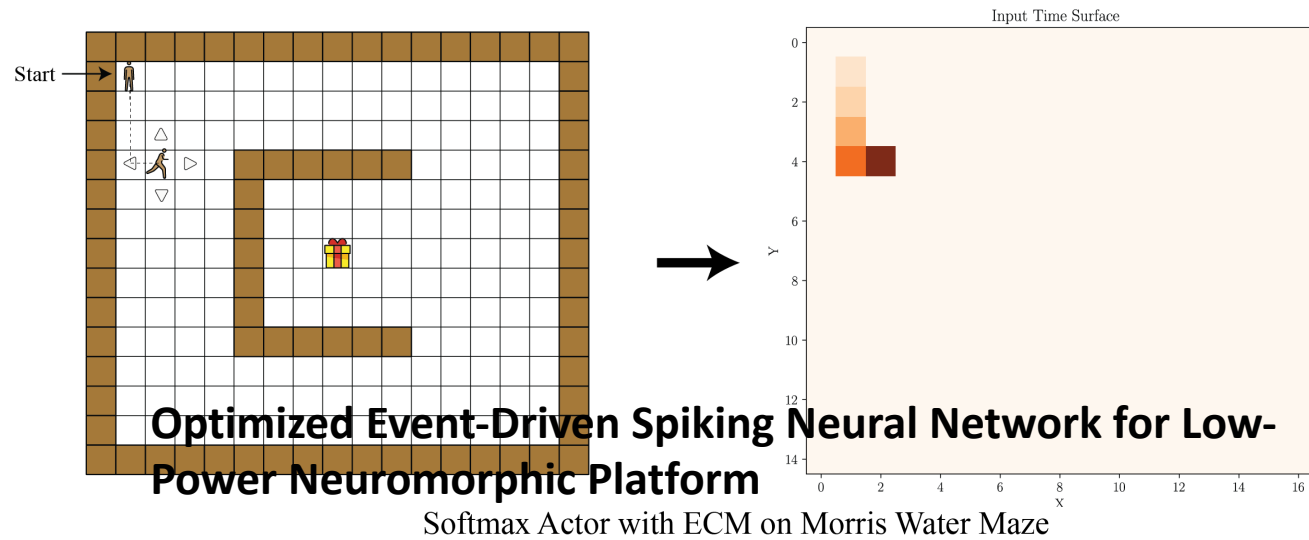 Input Time Surface
Start
0
2
4
6
8
10
12
14
Y
0 2 4 6 8 10 12 14 16
X
Optimized Event-Driven Spiking Neural Network for Low-
Power Neuromorphic Platform
Softmax Actor with ECM on Morris Water Maze